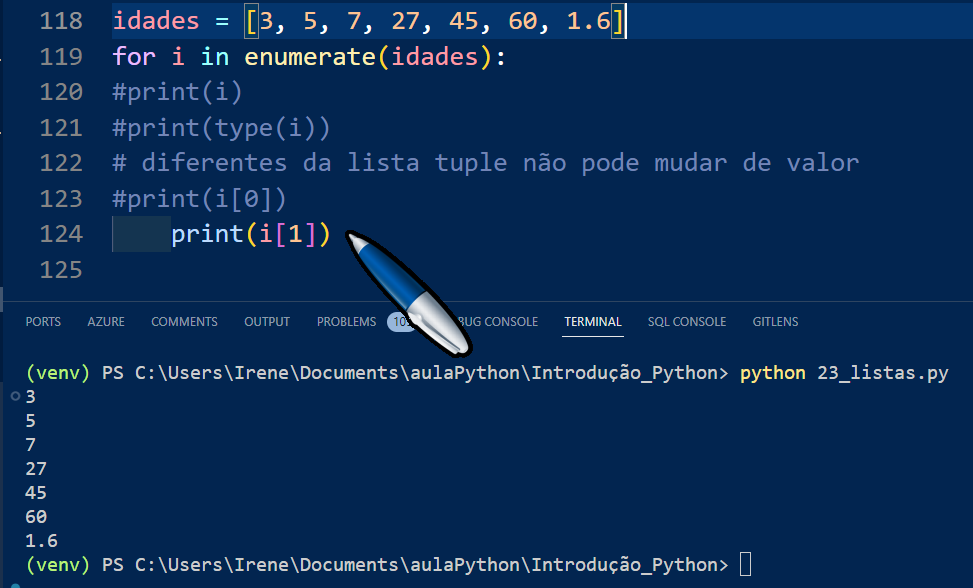 118 idades = [3, 5, 7, 27, 45, 60, 1.6]
119 for i in enumerate(idades):
120 #print(i)
121 #print(type(i))
122 # diferentes da lista tuple não pode mudar de valor
123 #print(i[0])
124     print(i[1])
125
PORTS AZURE COMMENTS OUTPUT PROBLEMS BUG CONSOLE TERMINAL SQL CONSOLE GITLENS
(venv) PS C:\Users\Irene\Documents\aulaPython\Introdução_Python> python 23_listas.py
3
5
7
27
45
60
1.6
(venv) PS C:\Users\Irene\Documents\aulaPython\Introdução_Python>